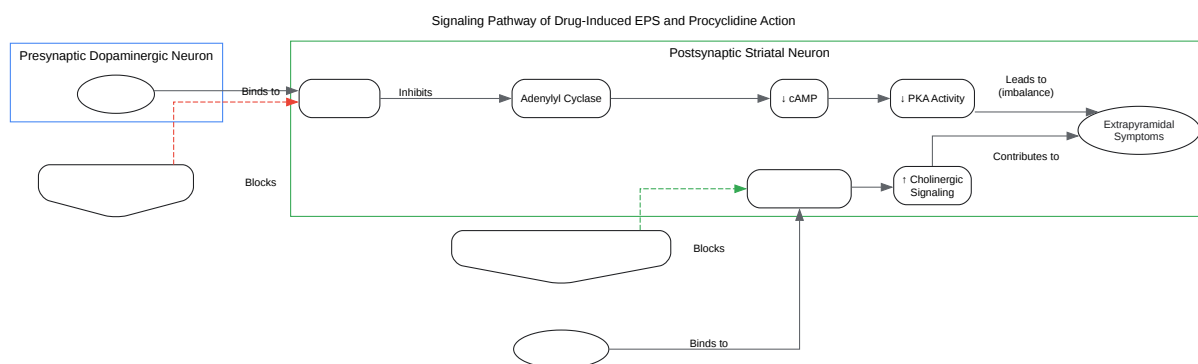 Signaling Pathway of Drug-Induced EPS and Procyclidine Action
Presynaptic Dopaminergic Neuron
Postsynaptic Striatal Neuron
Binds to
Inhibits
Adenylyl Cyclase
↓ cAMP
↓ PKA Activity
Leads to
(imbalance)
Extrapyramidal
Symptoms
Contributes to
Blocks
↑ Cholinergic
Signaling
Blocks
Binds to